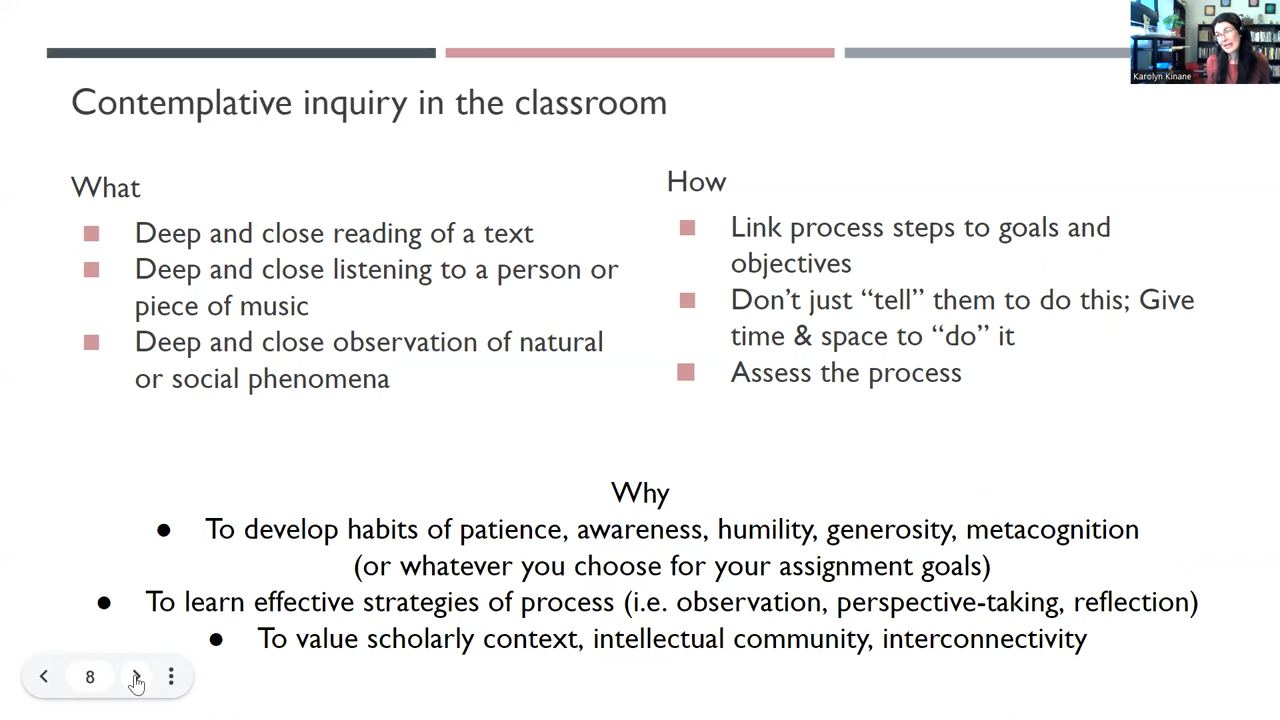 Karolyn Kinane
Contemplative inquiry in the classroom
What
Deep and close reading of a text
Deep and close listening to a person or
piece of music
Deep and close observation of natural
or social phenomena
How
Link process steps to goals and
objectives
Don't just “tell” them to do this; Give
time & space to “do” it
Assess the process
Why
To develop habits of patience, awareness, humility, generosity, metacognition
(or whatever you choose for your assignment goals)
To learn effective strategies of process (i.e. observation, perspective-taking, reflection)
To value scholarly context, intellectual community, interconnectivity
8